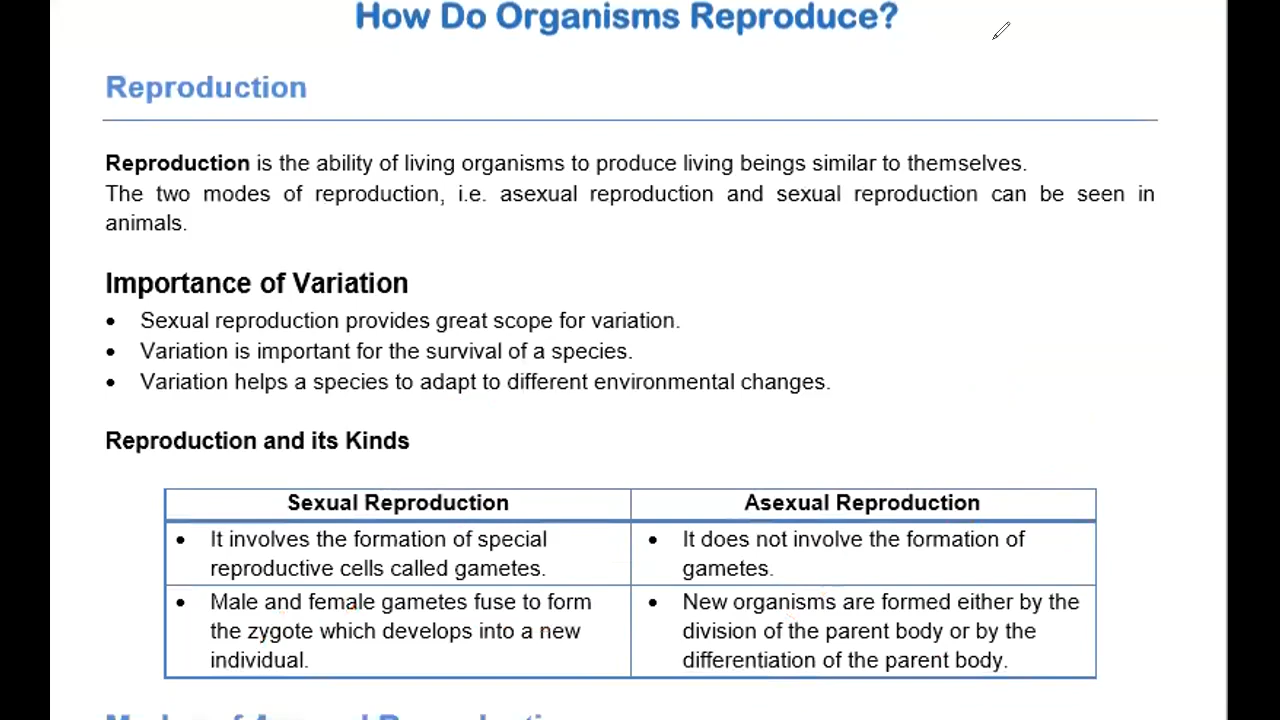 How Do Organisms Reproduce?
Reproduction
Reproduction is the ability of living organisms to produce living beings similar to themselves.
The two modes of reproduction, i.e. asexual reproduction and sexual reproduction can be seen in
animals.
Importance of Variation
• Sexual reproduction provides great scope for variation.
• Variation is important for the survival of a species.
• Variation helps a species to adapt to different environmental changes.
Reproduction and its Kinds
Sexual Reproduction
Asexual Reproduction
• It involves the formation of special
reproductive cells called gametes.
• It does not involve the formation of
gametes.
• Male and female gametes fuse to form
the zygote which develops into a new
individual.
• New organisms are formed either by the
division of the parent body or by the
differentiation of the parent body.